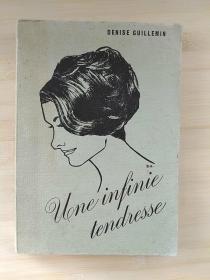 DENISE GUILLEMIN
**
Une infinie
tendresse